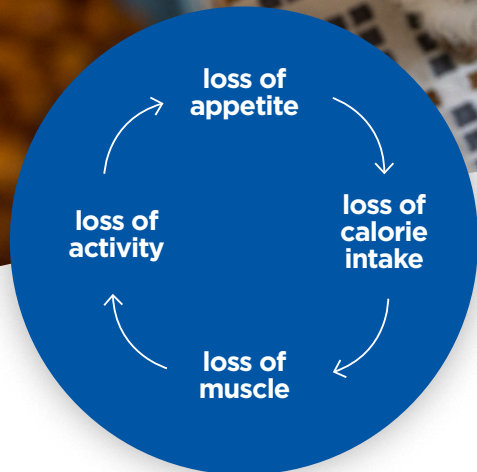 loss of
appetite
loss of
calorie
intake
loss of
muscle
loss of
activity